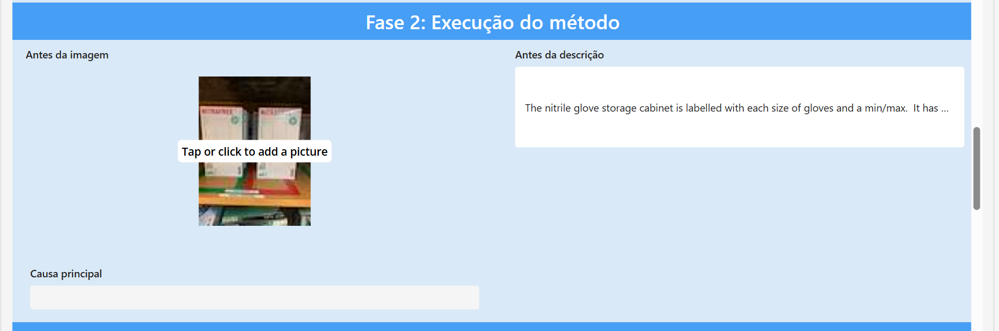 Fase 2: Execução do método
Antes da imagem
Tap or click to add a picture
Antes da descrição
The nitrile glove storage cabinet is labelled with each size of gloves and a min/max.  It has ...
Causa principal